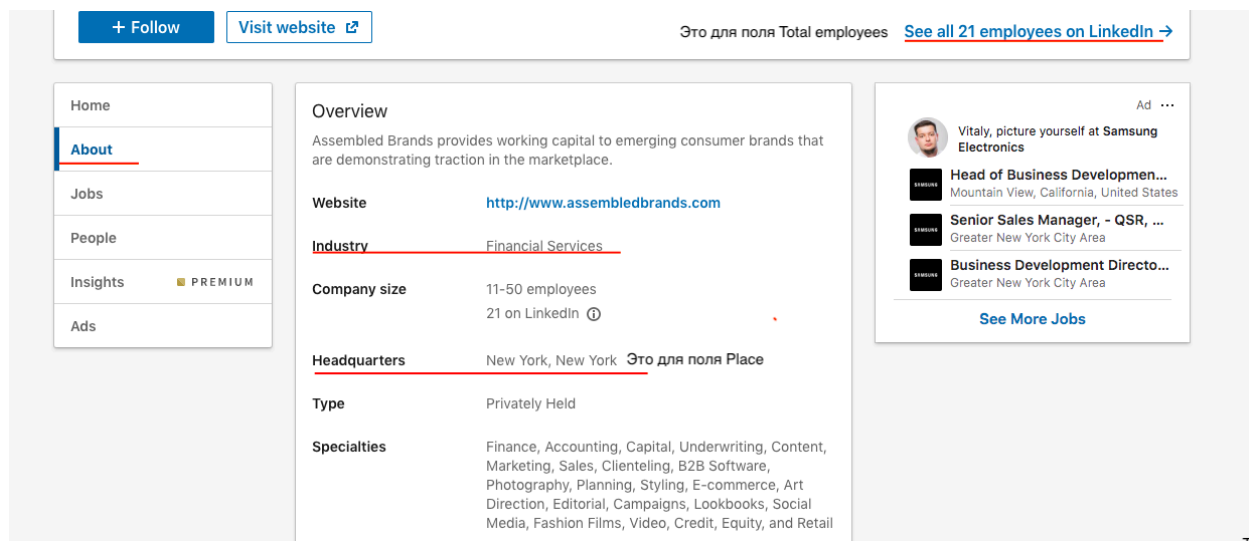 + Follow
Visit website
Это для поля Total employees
See all 21 employees on LinkedIn →
Home
About
Jobs
People
Insights
PREMIUM
Ads
Overview
Assembled Brands provides working capital to emerging consumer brands that
are demonstrating traction in the marketplace.
Website
http://www.assembledbrands.com
Industry
Financial Services
Company size
11-50 employees
21 on LinkedIn
Headquarters
New York, New York
Это для поля Place
Type
Privately Held
Specialties
Finance, Accounting, Capital, Underwriting, Content,
Marketing, Sales, Clienteling, B2B Software,
Photography, Planning, Styling, E-commerce, Art
Direction, Editorial, Campaigns, Lookbooks, Social
Media, Fashion Films, Video, Credit, Equity, and Retail
Ad ···
Vitaly, picture yourself at Samsung
Electronics
SAMSUNG
Head of Business Developmen...
Mountain View, California, United States
SAMSUNG
Senior Sales Manager, - QSR, ...
Greater New York City Area
SAMSUNG
Business Development Directo...
Greater New York City Area
See More Jobs